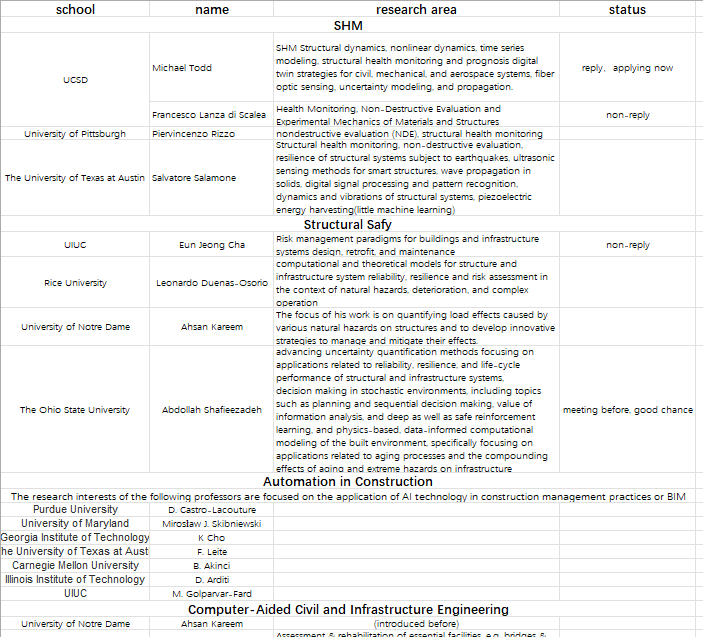 school name research area status
SHM
UCSD
Michael Todd
SHM Structural dynamics, nonlinear dynamics, time series
modeling, structural health monitoring and prognosis digital
twin strategies for civil, mechanical, and aerospace systems, fiber
optic sensing, uncertainty modeling, and propagation.
reply, applying now
Francesco Lanza di Scalea
Health Monitoring, Non-Destructive Evaluation and
Experimental Mechanics of Materials and Structures
non-reply
University of Pittsburgh Piervincenzo Rizzo nondestructive evaluation (NDE), structural health monitoring
The University of Texas at Austin Salvatore Salamone
Structural health monitoring, non-destructive evaluation,
resilience of structural systems subject to earthquakes, ultrasonic
sensing methods for smart structures, wave propagation in
solids, digital signal processing and pattern recognition,
dynamics and vibrations of structural systems, piezoelectric
energy harvesting(little machine learning)
Structural Safy
UIUC Eun Jeong Cha
Risk management paradigms for buildings and infrastructure
systems design, retrofit, and maintenance
non-reply
Rice University Leonardo Duenas-Osorio
computational and theoretical models for structure and
infrastructure system reliability, resilience and risk assessment in
the context of natural hazards, deterioration, and complex
operation
University of Notre Dame Ahsan Kareem
The focus of his work is on quantifying load effects caused by
various natural hazards on structures and to develop innovative
strategies to manage and mitigate their effects.
The Ohio State University Abdollah Shafieezadeh
advancing uncertainty quantification methods focusing on
applications related to reliability, resilience, and life-cycle
performance of structural and infrastructure systems,
decision making in stochastic environments, including topics
such as planning and sequential decision making, value of
information analysis, and deep as well as safe reinforcement
learning, and physics-based, data-informed computational
modeling of the built environment, specifically focusing on
applications related to aging processes and the compounding
effects of aging and extreme hazards on infrastructure
meeting before, good chance
Automation in Construction
The research interests of the following professors are focused on the application of AI technology in construction management practices or BIM
Purdue University D. Castro-Lacouture
University of Maryland Mirosław J. Skibniewski
Georgia Institute of Technology K Cho
he University of Texas at Aust F. Leite
Carnegie Mellon University B. Akinci
Illinois Institute of Technology D. Arditi
UIUC M. Golparvar-Fard
Computer-Aided Civil and Infrastructure Engineering
University of Notre Dame Ahsan Kareem (introduced before)
Assessment & rehabilitation of essential facilities, e.g. bridges &